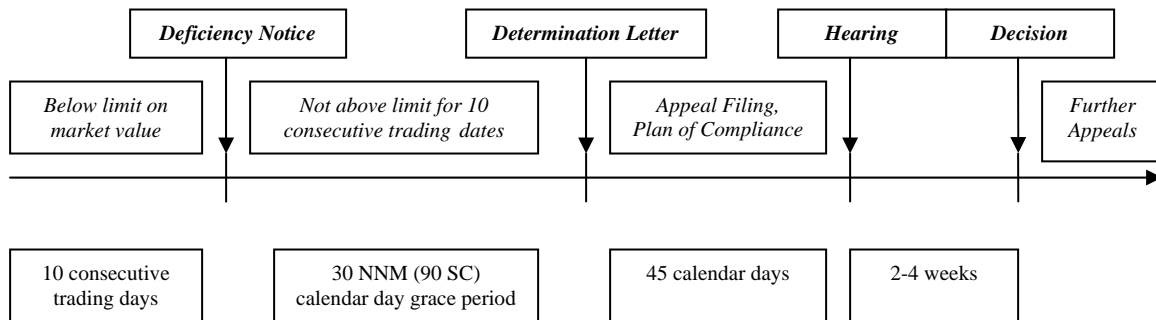 Deficiency Notice
Determination Letter
Hearing
Decision
Below limit on
market value
Not above limit for 10
consecutive trading dates
Appeal Filing,
Plan of Compliance
Further
Appeals
10 consecutive
trading days
30 NNM (90 SC)
calendar day grace period
45 calendar days
2-4 weeks